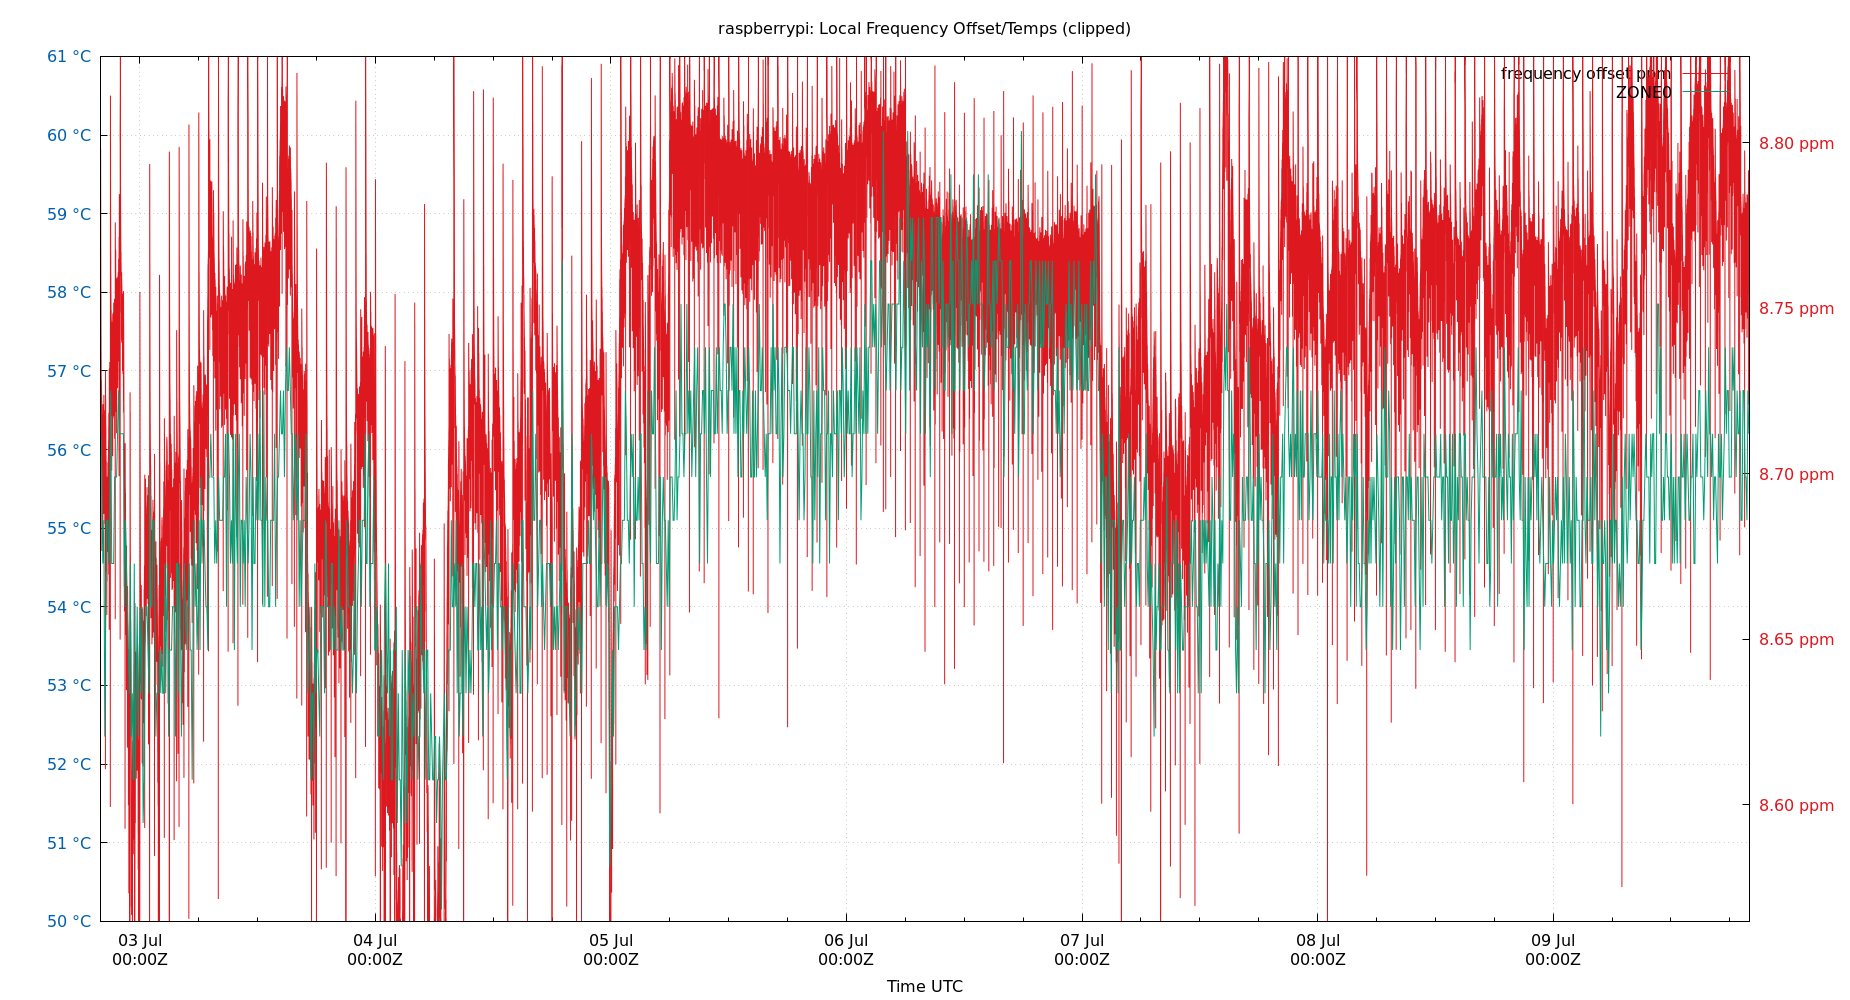 raspberrypi: Local Frequency Offset/Temps (clipped)
frequency offset ppm
ZONE0
61 °C
60 °C
59 °C
58 °C
57 °C
56 °C
55 °C
54 °C
53 °C
52 °C
51 °C
50 °C
8.80 ppm
8.75 ppm
8.70 ppm
8.65 ppm
8.60 ppm
03 Jul
00:00Z
04 Jul
00:00Z
05 Jul
00:00Z
06 Jul
00:00Z
07 Jul
00:00Z
08 Jul
00:00Z
09 Jul
00:00Z
Time UTC